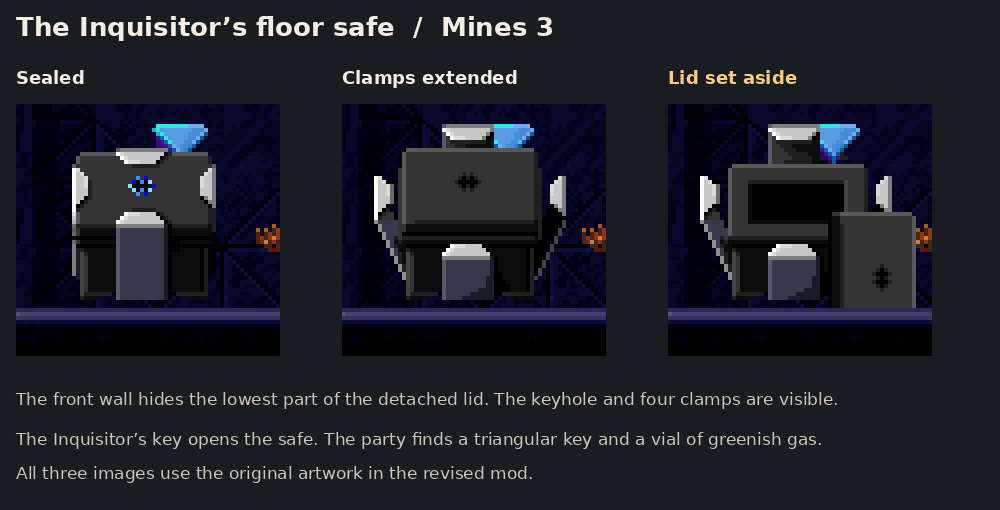 The Inquisitor’s floor safe / Mines 3
Sealed
Clamps extended
Lid set aside
The front wall hides the lowest part of the detached lid. The keyhole and four clamps are visible.
The Inquisitor’s key opens the safe. The party finds a triangular key and a vial of greenish gas.
All three images use the original artwork in the revised mod.